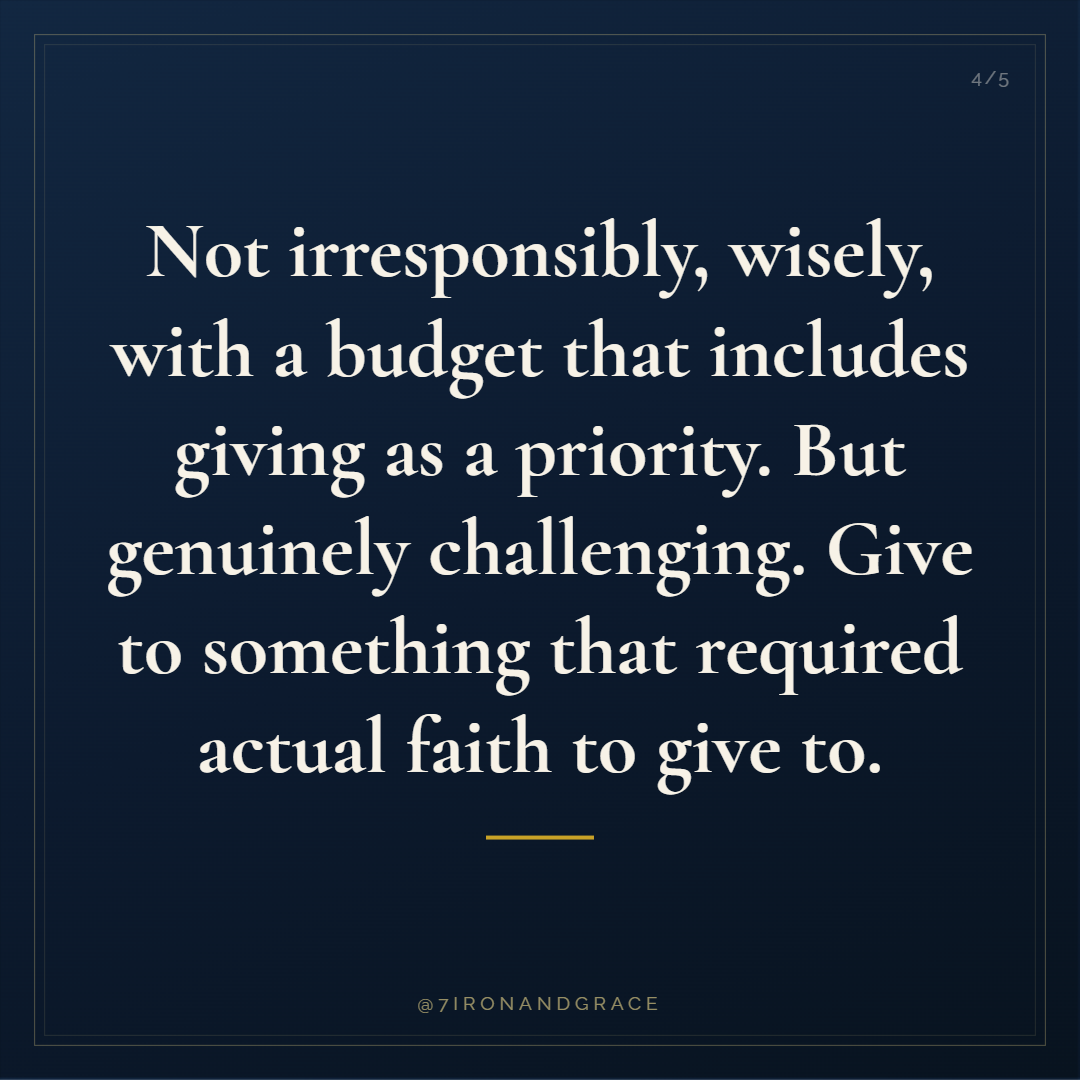 4/5
Not irresponsibly, wisely,
with a budget that includes
giving as a priority. But
genuinely challenging. Give
to something that required
actual faith to give to.
@7IRONANDGRACE